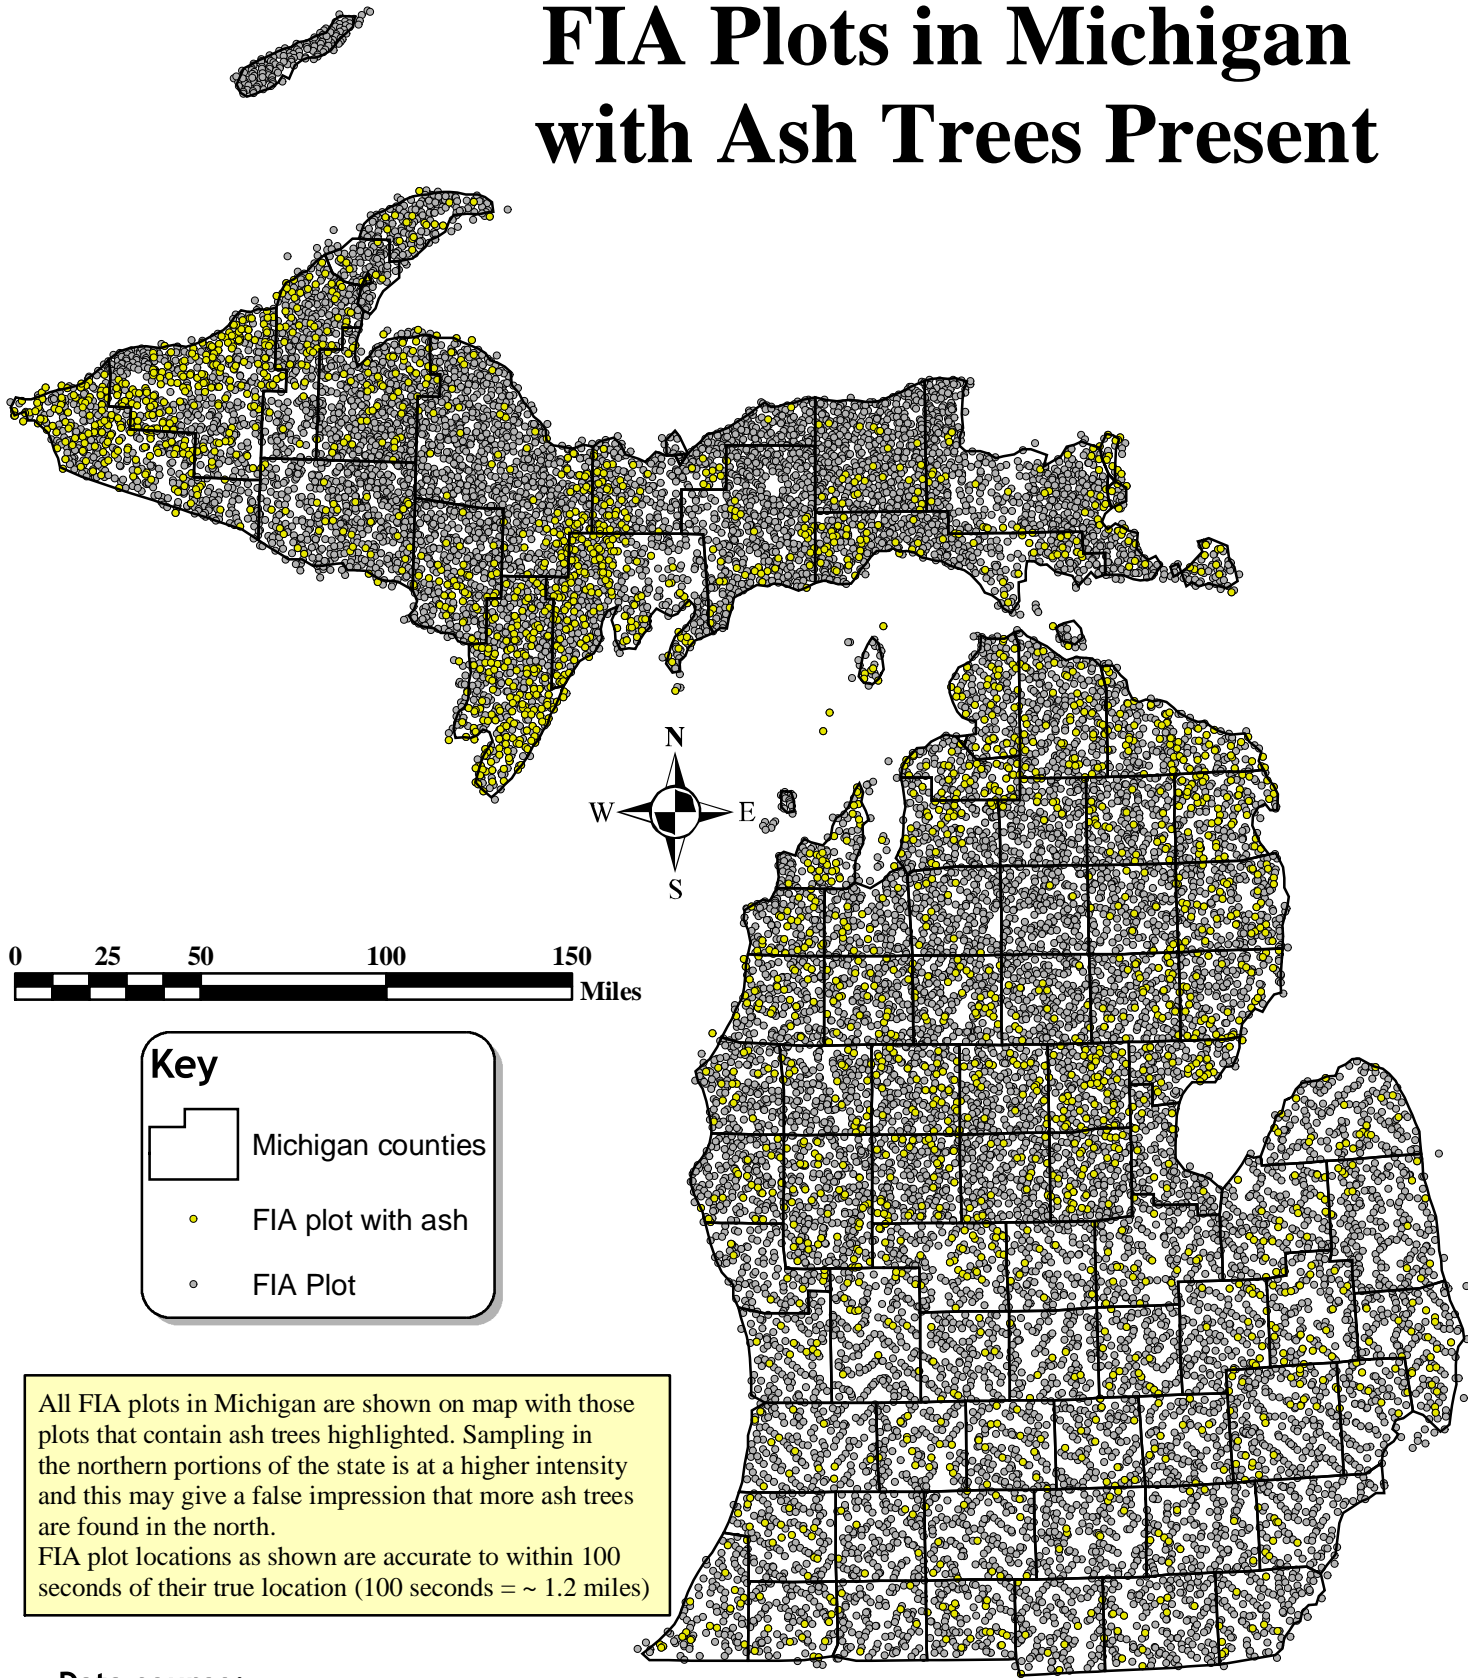 FIA Plots in Michigan
with Ash Trees Present
N
W E
S
0 25 50 100 150
Miles
Key
Michigan counties
FIA plot with ash
FIA Plot
All FIA plots in Michigan are shown on map with those
plots that contain ash trees highlighted. Sampling in
the northern portions of the state is at a higher intensity
and this may give a false impression that more ash trees
are found in the north.
FIA plot locations as shown are accurate to within 100
seconds of their true location (100 seconds = ~ 1.2 miles)